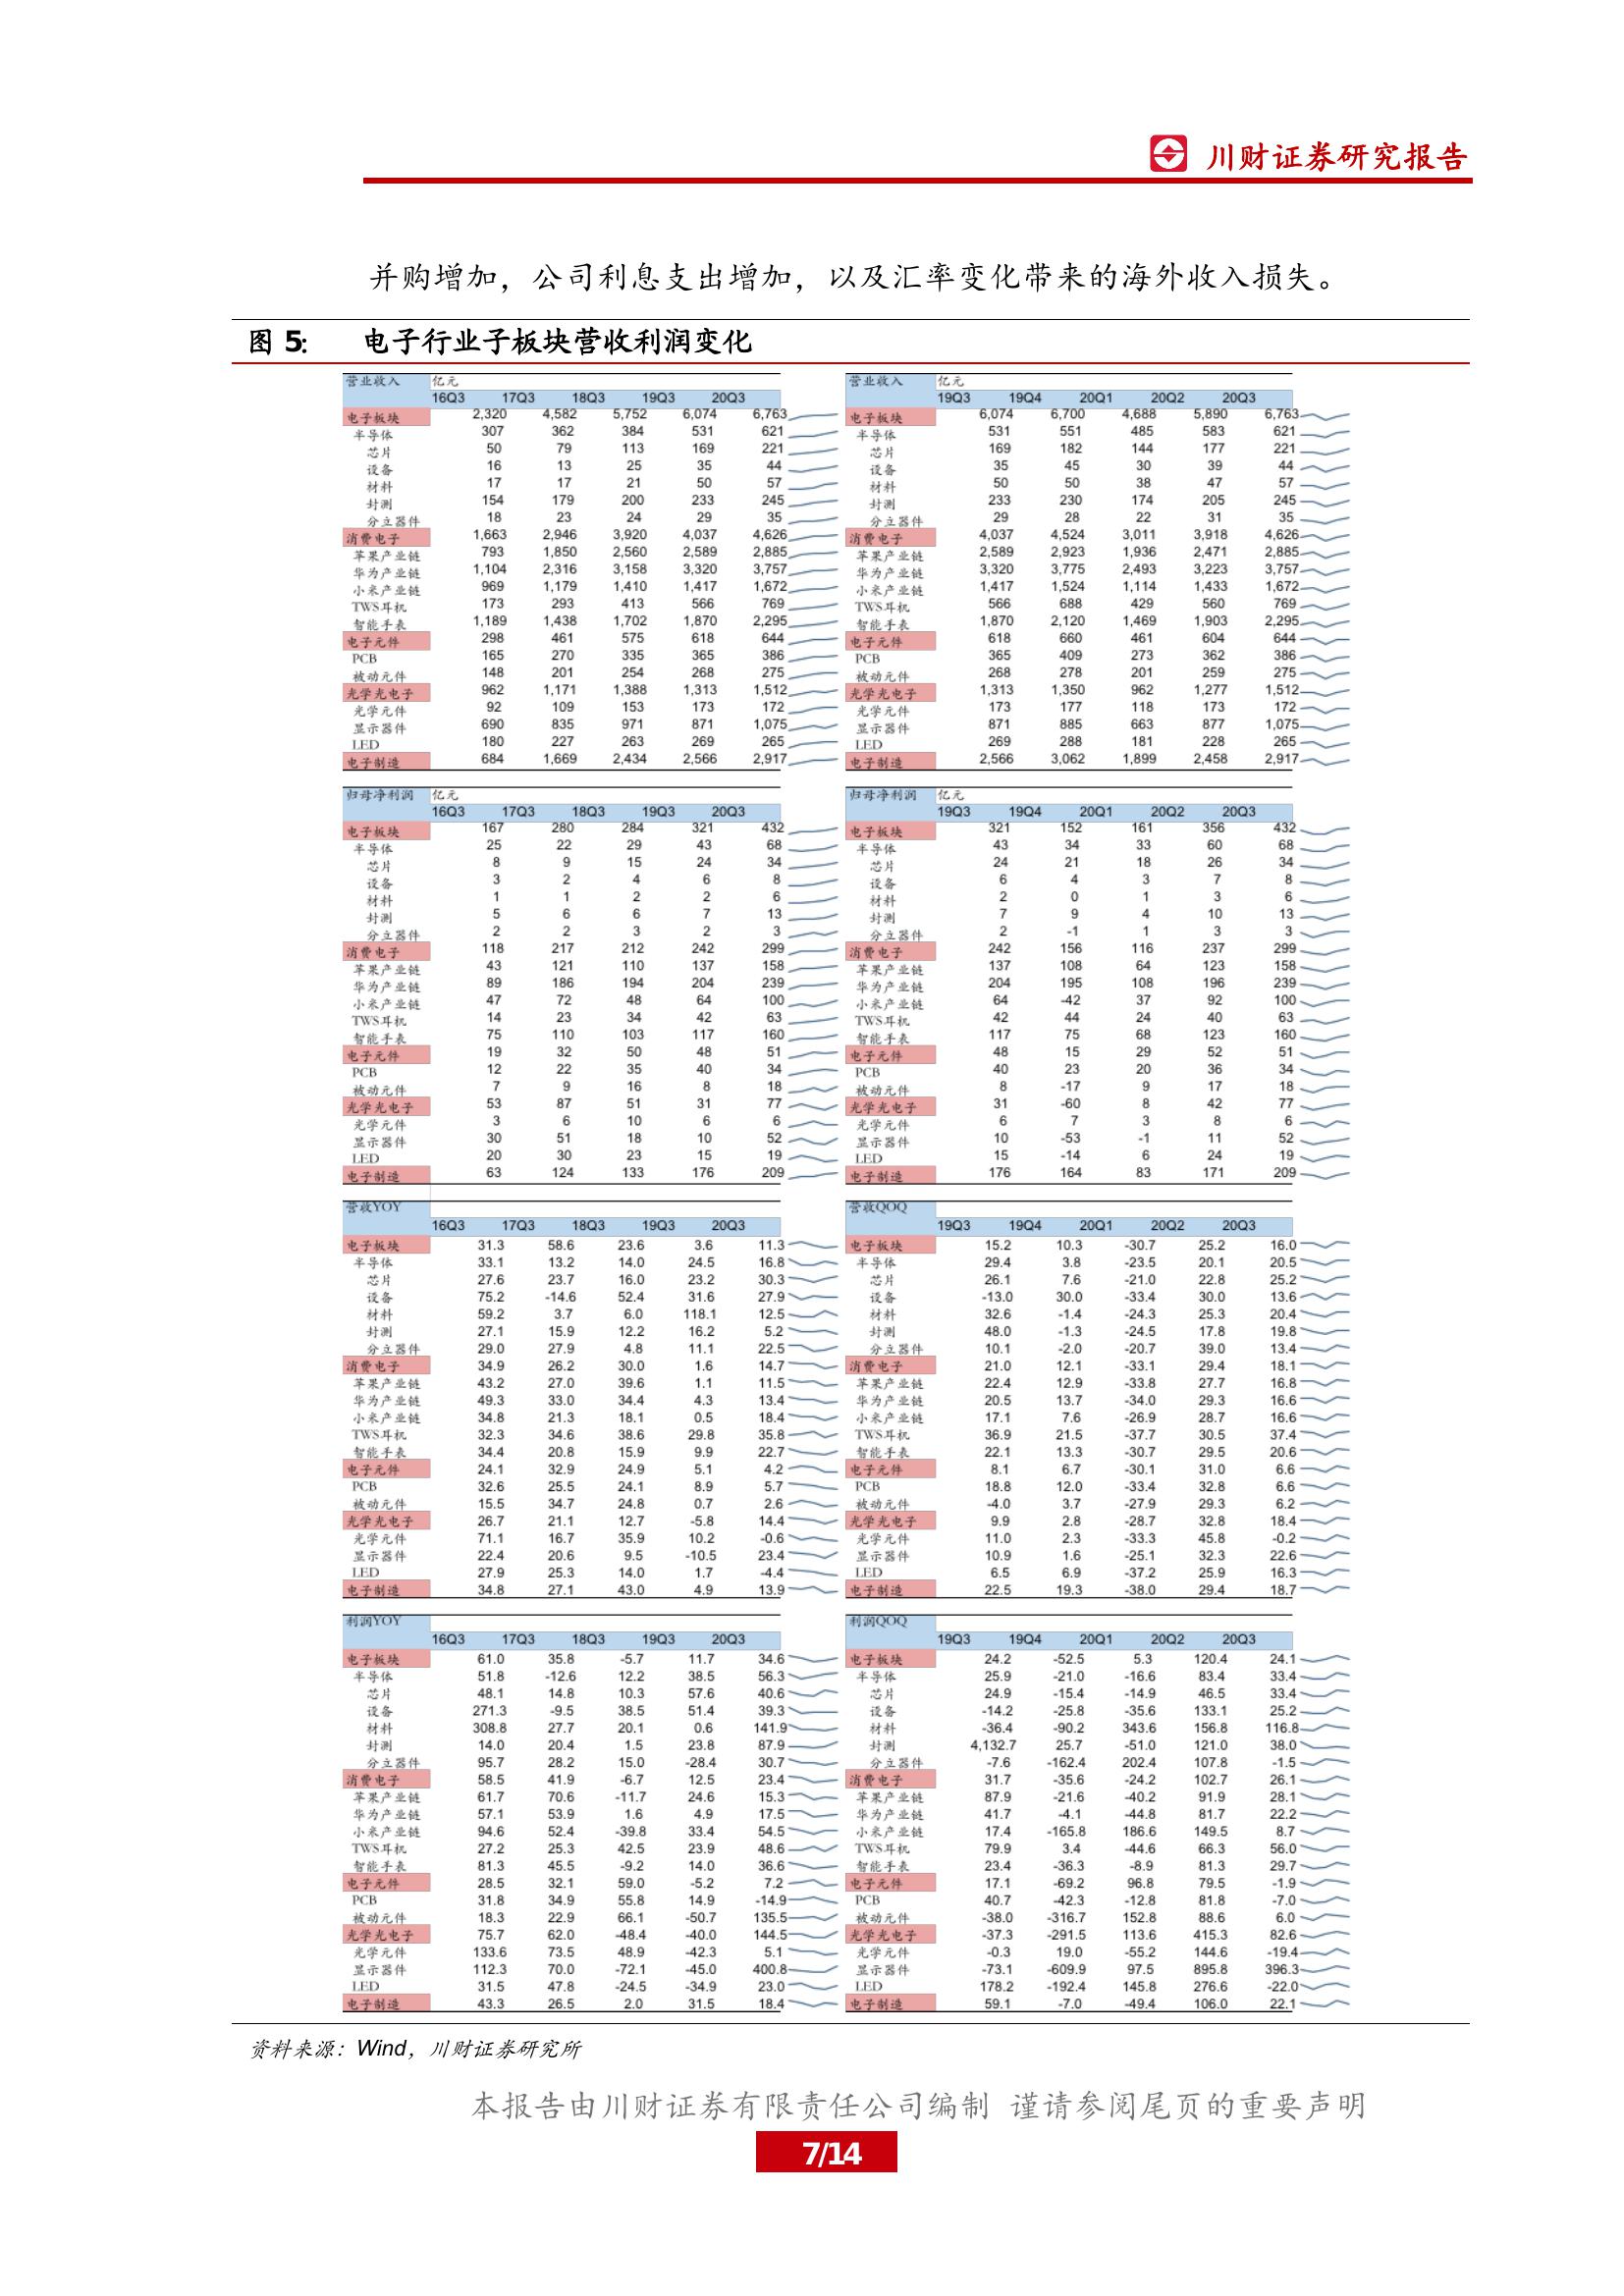 川财证券研究报告
并购增加，公司利息支出增加，以及汇率变化带来的海外收入损失。
图 5: 电子行业子板块营收利润变化
营业收入 亿元
16Q3 17Q3 18Q3 19Q3 20Q3
电子板块 2,320 4,582 5,752 6,074 6,763
半导体 307 362 384 531 621
芯片 50 79 113 169 221
设备 16 13 25 35 44
材料 17 17 21 50 57
封测 154 179 200 233 245
分立器件 18 23 24 29 35
消费电子 1,663 2,946 3,920 4,037 4,626
苹果产业链 793 1,850 2,560 2,589 2,885
华为产业链 1,104 2,316 3,158 3,320 3,757
小米产业链 969 1,179 1,410 1,417 1,672
TWS耳机 173 293 413 566 769
智能手表 1,189 1,438 1,702 1,870 2,295
电子元件 298 461 575 618 644
PCB 165 270 335 365 386
被动元件 148 201 254 268 275
光学光电子 962 1,171 1,388 1,313 1,512
光学元件 92 109 153 173 172
显示器件 690 835 971 871 1,075
LED 180 227 263 269 265
电子制造 684 1,669 2,434 2,566 2,917
营业收入 亿元
19Q3 19Q4 20Q1 20Q2 20Q3
电子板块 6,074 6,700 4,688 5,890 6,763
半导体 531 551 485 583 621
芯片 169 182 144 177 221
设备 35 45 30 39 44
材料 50 50 38 47 57
封测 233 230 174 205 245
分立器件 29 28 22 31 35
消费电子 4,037 4,524 3,011 3,918 4,626
苹果产业链 2,589 2,923 1,936 2,471 2,885
华为产业链 3,320 3,775 2,493 3,223 3,757
小米产业链 1,417 1,524 1,114 1,433 1,672
TWS耳机 566 688 429 560 769
智能手表 1,870 2,120 1,469 1,903 2,295
电子元件 618 660 461 604 644
PCB 365 409 273 362 386
被动元件 268 278 201 259 275
光学光电子 1,313 1,350 962 1,277 1,512
光学元件 173 177 118 173 172
显示器件 871 885 663 877 1,075
LED 269 288 181 228 265
电子制造 2,566 3,062 1,899 2,458 2,917
归母净利润 亿元
16Q3 17Q3 18Q3 19Q3 20Q3
电子板块 167 280 284 321 432
半导体 25 22 29 43 68
芯片 8 9 15 24 34
设备 3 2 4 6 8
材料 1 1 2 2 6
封测 5 6 6 7 13
分立器件 2 2 3 2 3
消费电子 118 217 212 242 299
苹果产业链 43 121 110 137 158
华为产业链 89 186 194 204 239
小米产业链 47 72 48 64 100
TWS耳机 14 23 34 42 63
智能手表 75 110 103 117 160
电子元件 19 32 50 48 51
PCB 12 22 35 40 34
被动元件 7 9 16 8 18
光学光电子 53 87 51 31 77
光学元件 3 6 10 6 6
显示器件 30 51 18 10 52
LED 20 30 23 15 19
电子制造 63 124 133 176 209
归母净利润 亿元
19Q3 19Q4 20Q1 20Q2 20Q3
电子板块 321 152 161 356 432
半导体 43 34 33 60 68
芯片 24 21 18 26 34
设备 6 4 3 7 8
材料 2 0 1 3 6
封测 7 9 4 10 13
分立器件 2 -1 1 3 3
消费电子 242 156 116 237 299
苹果产业链 137 108 64 123 158
华为产业链 204 195 108 196 239
小米产业链 64 -42 37 92 100
TWS耳机 42 44 24 40 63
智能手表 117 75 68 123 160
电子元件 48 15 29 52 51
PCB 40 23 20 36 34
被动元件 8 -17 9 17 18
光学光电子 31 -60 8 42 77
光学元件 6 7 3 8 6
显示器件 10 -53 -1 11 52
LED 15 -14 6 24 19
电子制造 176 164 83 171 209
营收YOY
16Q3 17Q3 18Q3 19Q3 20Q3
电子板块 31.3 58.6 23.6 3.6 11.3
半导体 33.1 13.2 14.0 24.5 16.8
芯片 27.6 23.7 16.0 23.2 30.3
设备 75.2 -14.6 52.4 31.6 27.9
材料 59.2 3.7 6.0 118.1 12.5
封测 27.1 15.9 12.2 16.2 5.2
分立器件 29.0 27.9 4.8 11.1 22.5
消费电子 34.9 26.2 30.0 1.6 14.7
苹果产业链 43.2 27.0 39.6 1.1 11.5
华为产业链 49.3 33.0 34.4 4.3 13.4
小米产业链 34.8 21.3 18.1 0.5 18.4
TWS耳机 32.3 34.6 38.6 29.8 35.8
智能手表 34.4 20.8 15.9 9.9 22.7
电子元件 24.1 32.9 24.9 5.1 4.2
PCB 32.6 25.5 24.1 8.9 5.7
被动元件 15.5 34.7 24.8 0.7 2.6
光学光电子 26.7 21.1 12.7 -5.8 14.4
光学元件 71.1 16.7 35.9 10.2 -0.6
显示器件 22.4 20.6 9.5 -10.5 23.4
LED 27.9 25.3 14.0 1.7 -4.4
电子制造 34.8 27.1 43.0 4.9 13.9
营收QOQ
19Q3 19Q4 20Q1 20Q2 20Q3
电子板块 15.2 10.3 -30.7 25.2 16.0
半导体 29.4 3.8 -23.5 20.1 20.5
芯片 26.1 7.6 -21.0 22.8 25.2
设备 -13.0 30.0 -33.4 30.0 13.6
材料 32.6 -1.4 -24.3 25.3 20.4
封测 48.0 -1.3 -24.5 17.8 19.8
分立器件 10.1 -2.0 -20.7 39.0 13.4
消费电子 21.0 12.1 -33.1 29.4 18.1
苹果产业链 22.4 12.9 -33.8 27.7 16.8
华为产业链 20.5 13.7 -34.0 29.3 16.6
小米产业链 17.1 7.6 -26.9 28.7 16.6
TWS耳机 36.9 21.5 -37.7 30.5 37.4
智能手表 22.1 13.3 -30.7 29.5 20.6
电子元件 8.1 6.7 -30.1 31.0 6.6
PCB 18.8 12.0 -33.4 32.8 6.6
被动元件 -4.0 3.7 -27.9 29.3 6.2
光学光电子 9.9 2.8 -28.7 32.8 18.4
光学元件 11.0 2.3 -33.3 45.8 -0.2
显示器件 10.9 1.6 -25.1 32.3 22.6
LED 6.5 6.9 -37.2 25.9 16.3
电子制造 22.5 19.3 -38.0 29.4 18.7
利润YOY
16Q3 17Q3 18Q3 19Q3 20Q3
电子板块 61.0 35.8 -5.7 11.7 34.6
半导体 51.8 -12.6 12.2 38.5 56.3
芯片 48.1 14.8 10.3 57.6 40.6
设备 271.3 -9.5 38.5 51.4 39.3
材料 308.8 27.7 20.1 0.6 141.9
封测 14.0 20.4 1.5 23.8 87.9
分立器件 95.7 28.2 15.0 -28.4 30.7
消费电子 58.5 41.9 -6.7 12.5 23.4
苹果产业链 61.7 70.6 -11.7 24.6 15.3
华为产业链 57.1 53.9 1.6 4.9 17.5
小米产业链 94.6 52.4 -39.8 33.4 54.5
TWS耳机 27.2 25.3 42.5 23.9 48.6
智能手表 81.3 45.5 -9.2 14.0 36.6
电子元件 28.5 32.1 59.0 -5.2 7.2
PCB 31.8 34.9 55.8 14.9 -14.9
被动元件 18.3 22.9 66.1 -50.7 135.5
光学光电子 75.7 62.0 -48.4 -40.0 144.5
光学元件 133.6 73.5 48.9 -42.3 5.1
显示器件 112.3 70.0 -72.1 -45.0 400.8
LED 31.5 47.8 -24.5 -34.9 23.0
电子制造 43.3 26.5 2.0 31.5 18.4
利润QOQ
19Q3 19Q4 20Q1 20Q2 20Q3
电子板块 24.2 -52.5 5.3 120.4 24.1
半导体 25.9 -21.0 -16.6 83.4 33.4
芯片 24.9 -15.4 -14.9 46.5 33.4
设备 -14.2 -25.8 -35.6 133.1 25.2
材料 -36.4 -90.2 343.6 156.8 116.8
封测 4,132.7 25.7 -51.0 121.0 38.0
分立器件 -7.6 -162.4 202.4 107.8 -1.5
消费电子 31.7 -35.6 -24.2 102.7 26.1
苹果产业链 87.9 -21.6 -40.2 91.9 28.1
华为产业链 41.7 -4.1 -44.8 81.7 22.2
小米产业链 17.4 -165.8 186.6 149.5 8.7
TWS耳机 79.9 3.4 -44.6 66.3 56.0
智能手表 23.4 -36.3 -8.9 81.3 29.7
电子元件 17.1 -69.2 96.8 79.5 -1.9
PCB 40.7 -42.3 -12.8 81.8 -7.0
被动元件 -38.0 -316.7 152.8 88.6 6.0
光学光电子 -37.3 -291.5 113.6 415.3 82.6
光学元件 -0.3 19.0 -55.2 144.6 -19.4
显示器件 -73.1 -609.9 97.5 895.8 396.3
LED 178.2 -192.4 145.8 276.6 -22.0
电子制造 59.1 -7.0 -49.4 106.0 22.1
资料来源：Wind，川财证券研究所
本报告由川财证券有限责任公司编制 谨请参阅尾页的重要声明
7/14